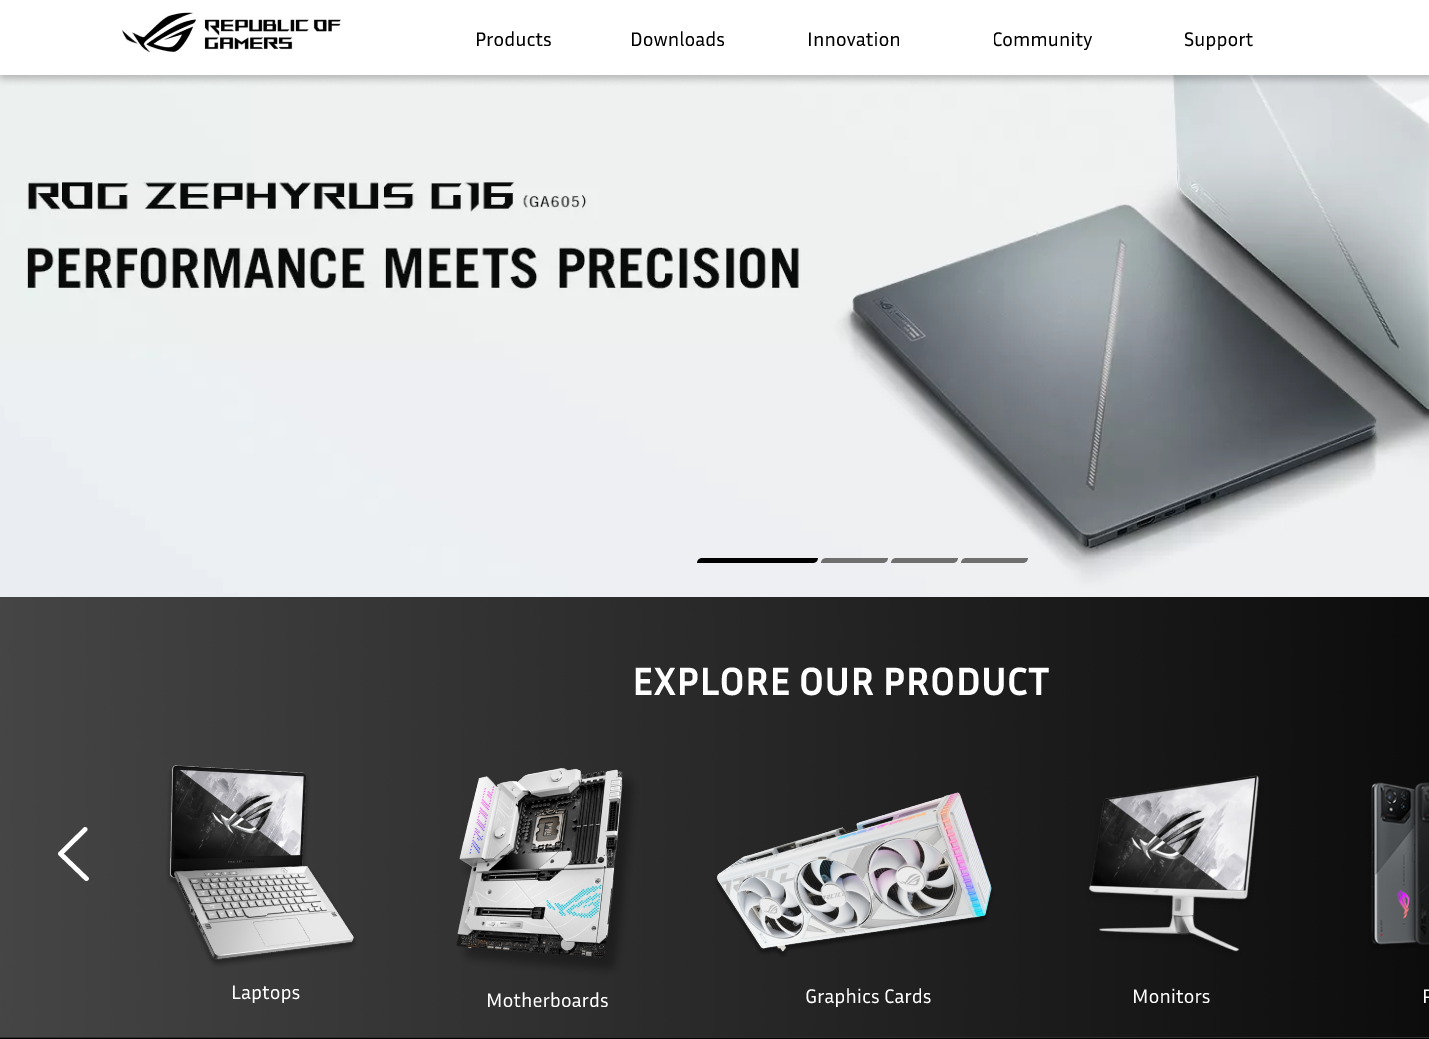 REPUBLIC OF
GAMERS
Products
Downloads
Innovation
Community
Support
ROG ZEPHYRUS G16 (GA605)
PERFORMANCE MEETS PRECISION
EXPLORE OUR PRODUCT
Laptops
Motherboards
Graphics Cards
Monitors